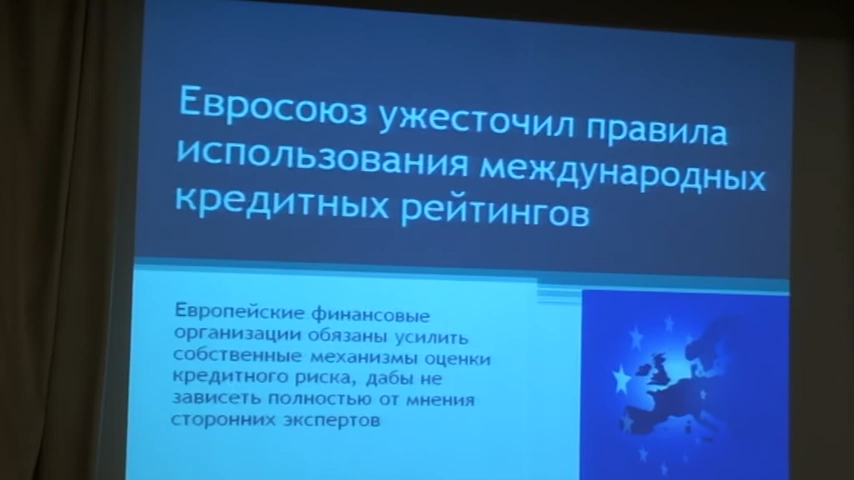 Евросоюз ужесточил правила
использования международных
кредитных рейтингов
Европейские финансовые
организации обязаны усилить
собственные механизмы оценки
кредитного риска, дабы не
зависеть полностью от мнения
сторонних экспертов